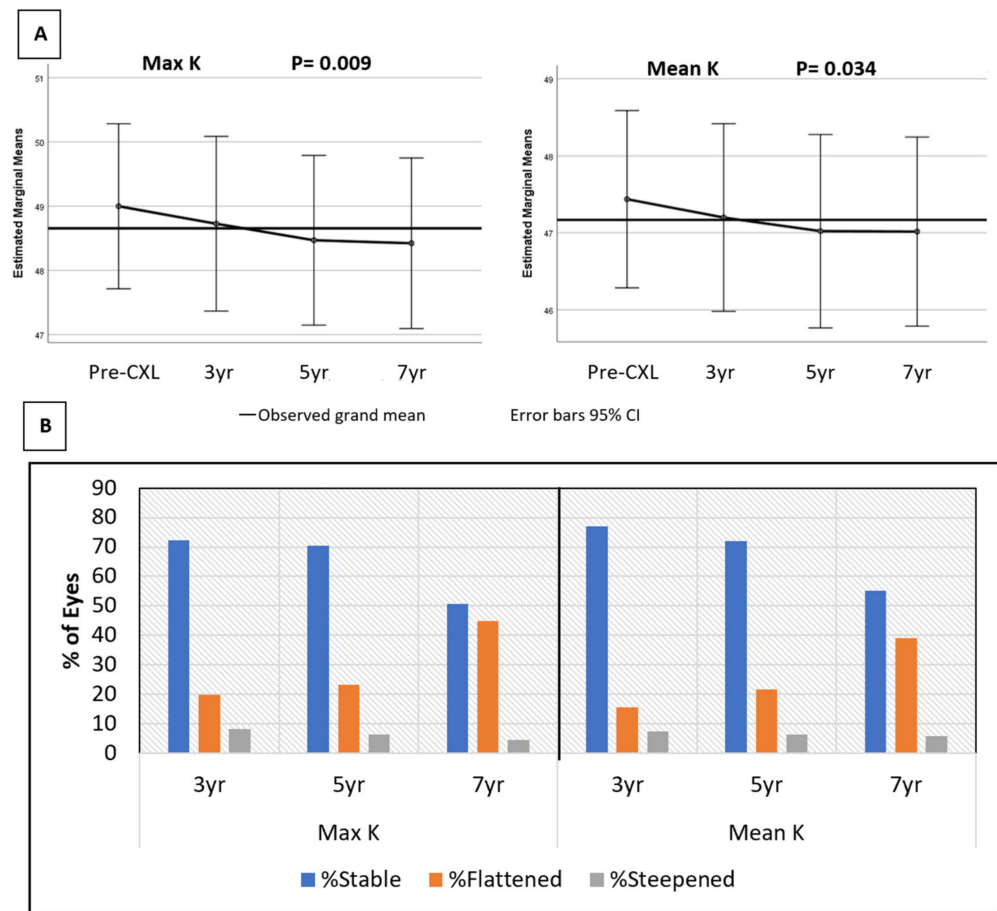 A
Max K P= 0.009
Estimated Marginal Means
51
50
49
48
47
Pre-CXL 3yr 5yr 7yr
Mean K P= 0.034
Estimated Marginal Means
49
48
47
46
Pre-CXL 3yr 5yr 7yr
Observed grand mean Error bars 95% CI
B
% of Eyes
90
80
70
60
50
40
30
20
10
0
3yr 5yr 7yr 3yr 5yr 7yr
Max K Mean K
%Stable %Flattened %Steepened